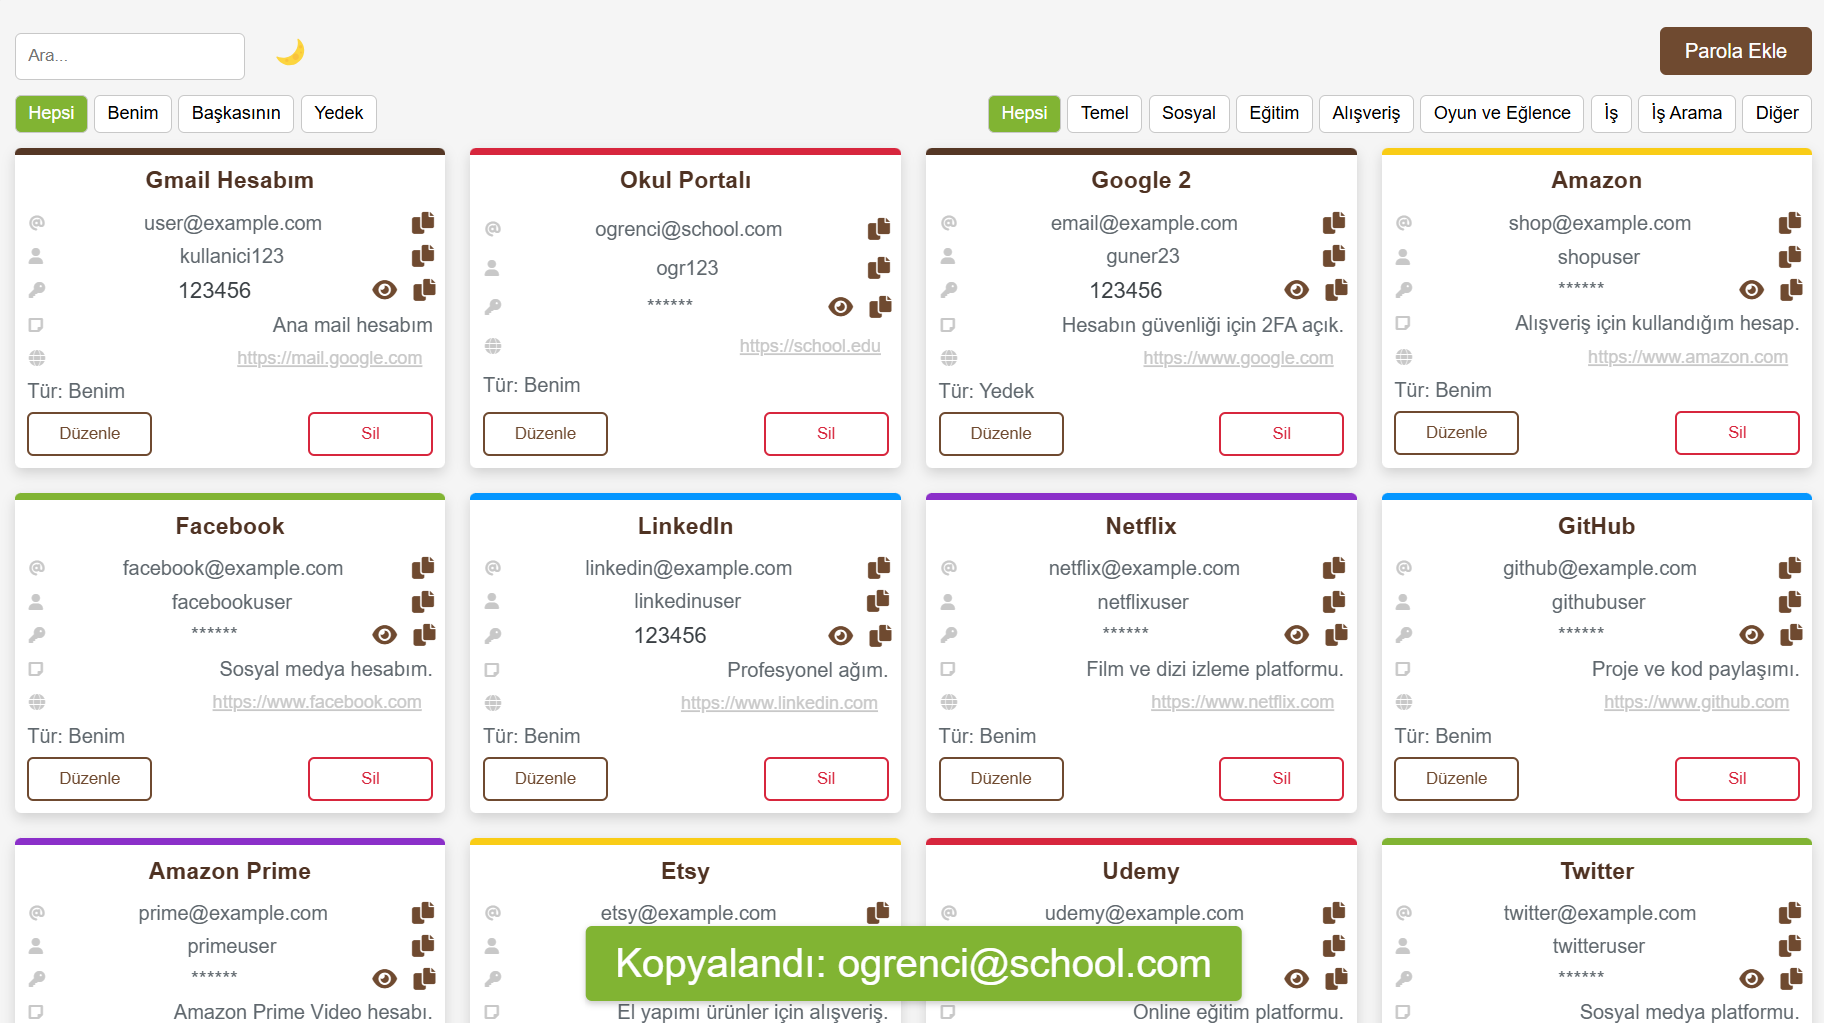 Ara...
Parola Ekle
Hepsi Benim Başkasının Yedek
Hepsi Temel Sosyal Eğitim Alışveriş Oyun ve Eğlence İş İş Arama Diğer
Gmail Hesabım
user@example.com
kullanici123
123456
Ana mail hesabım
https://mail.google.com
Tür: Benim
Düzenle Sil
Okul Portalı
ogrenci@school.com
ogr123
******
https://school.edu
Tür: Benim
Düzenle Sil
Google 2
email@example.com
guner23
123456
Hesabın güvenliği için 2FA açık.
https://www.google.com
Tür: Yedek
Düzenle Sil
Amazon
shop@example.com
shopuser
******
Alışveriş için kullandığım hesap.
https://www.amazon.com
Tür: Benim
Düzenle Sil
Facebook
facebook@example.com
facebookuser
******
Sosyal medya hesabım.
https://www.facebook.com
Tür: Benim
Düzenle Sil
LinkedIn
linkedin@example.com
linkedinuser
123456
Profesyonel ağım.
https://www.linkedin.com
Tür: Benim
Düzenle Sil
Netflix
netflix@example.com
netflixuser
******
Film ve dizi izleme platformu.
https://www.netflix.com
Tür: Benim
Düzenle Sil
GitHub
github@example.com
githubuser
******
Proje ve kod paylaşımı.
https://www.github.com
Tür: Benim
Düzenle Sil
Amazon Prime
prime@example.com
primeuser
******
Amazon Prime Video hesabı.
Etsy
etsy@example.com
El yapımı ürünler için alışveriş.
Udemy
udemy@example.com
Online eğitim platformu.
Twitter
twitter@example.com
twitteruser
******
Sosyal medya platformu.
Kopyalandı: ogrenci@school.com